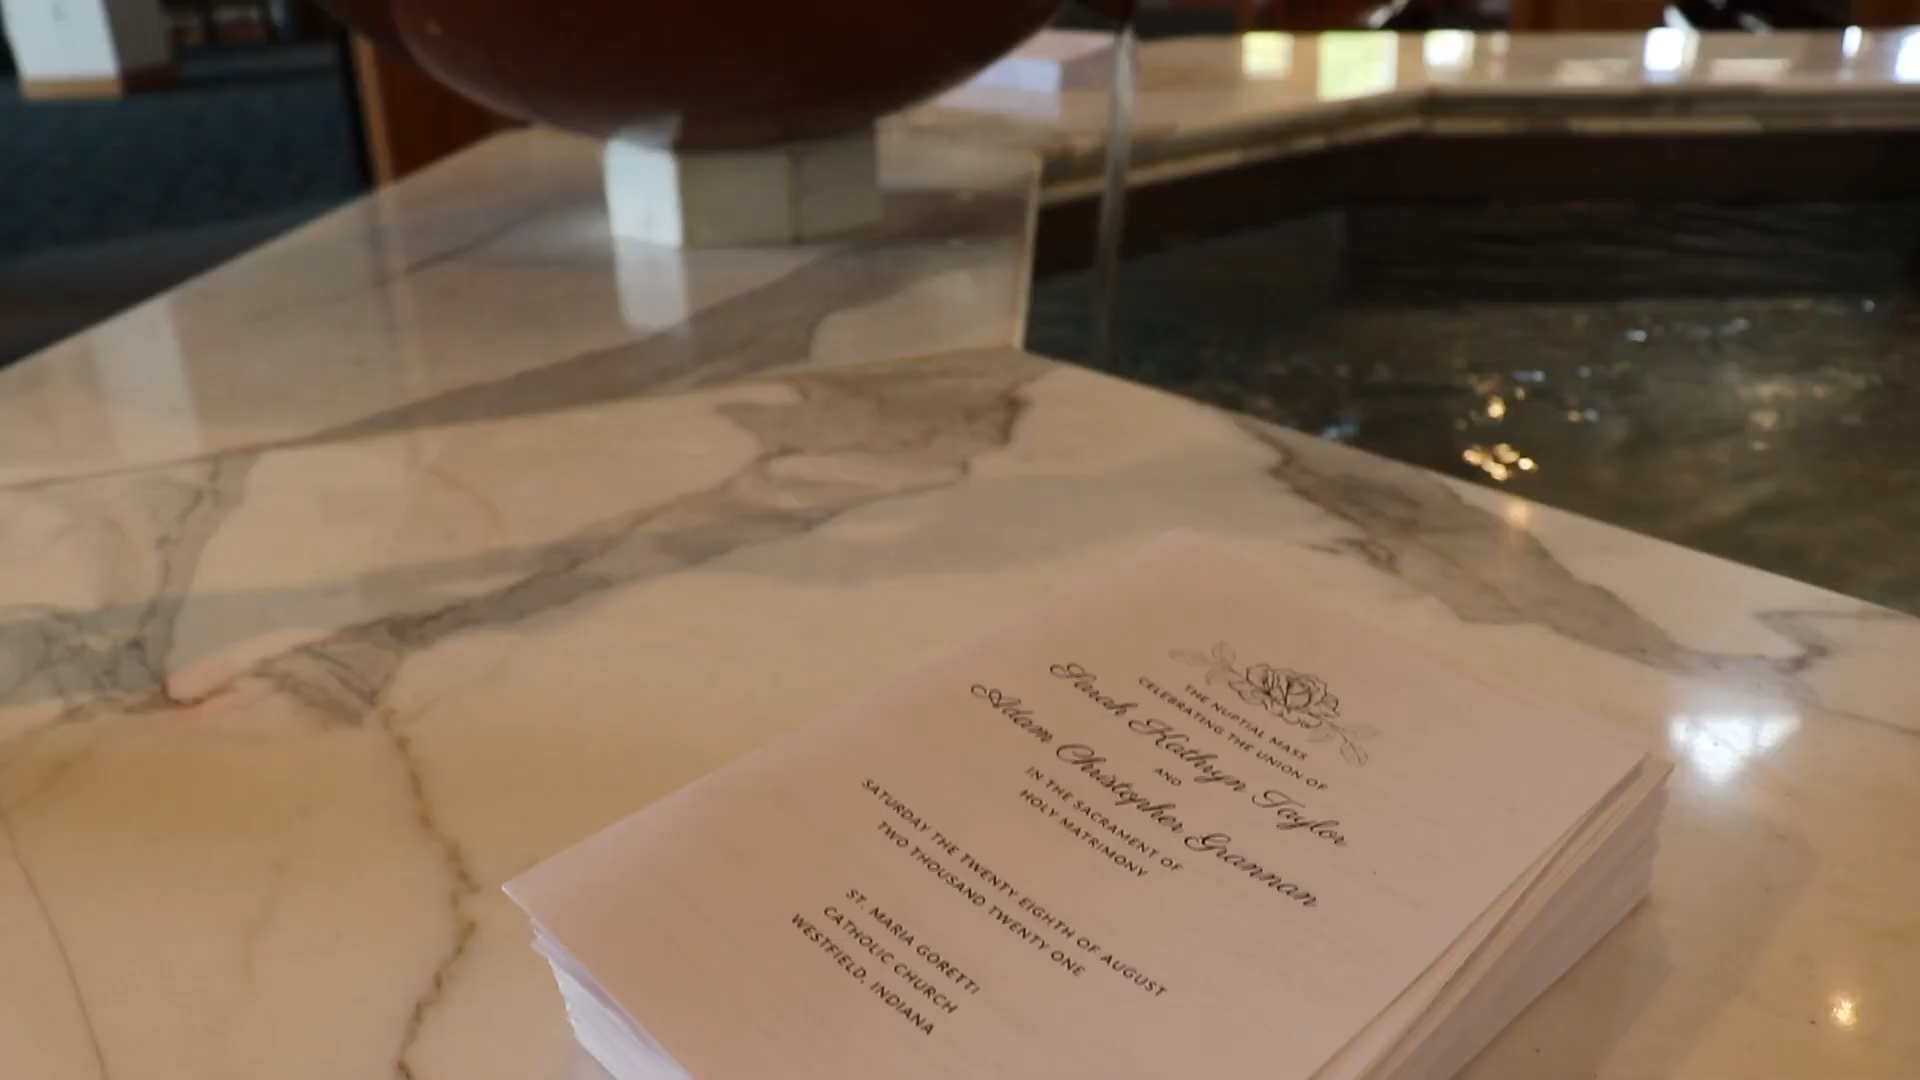 THE NUPTIAL MASS
CELEBRATING THE UNION OF
Sarah Kathryn Taylor
AND
Adam Christopher Grannan
IN THE SACRAMENT OF
HOLY MATRIMONY
SATURDAY THE TWENTY EIGHTH OF AUGUST
TWO THOUSAND TWENTY ONE
ST. MARIA GORETTI
CATHOLIC CHURCH
WESTFIELD, INDIANA